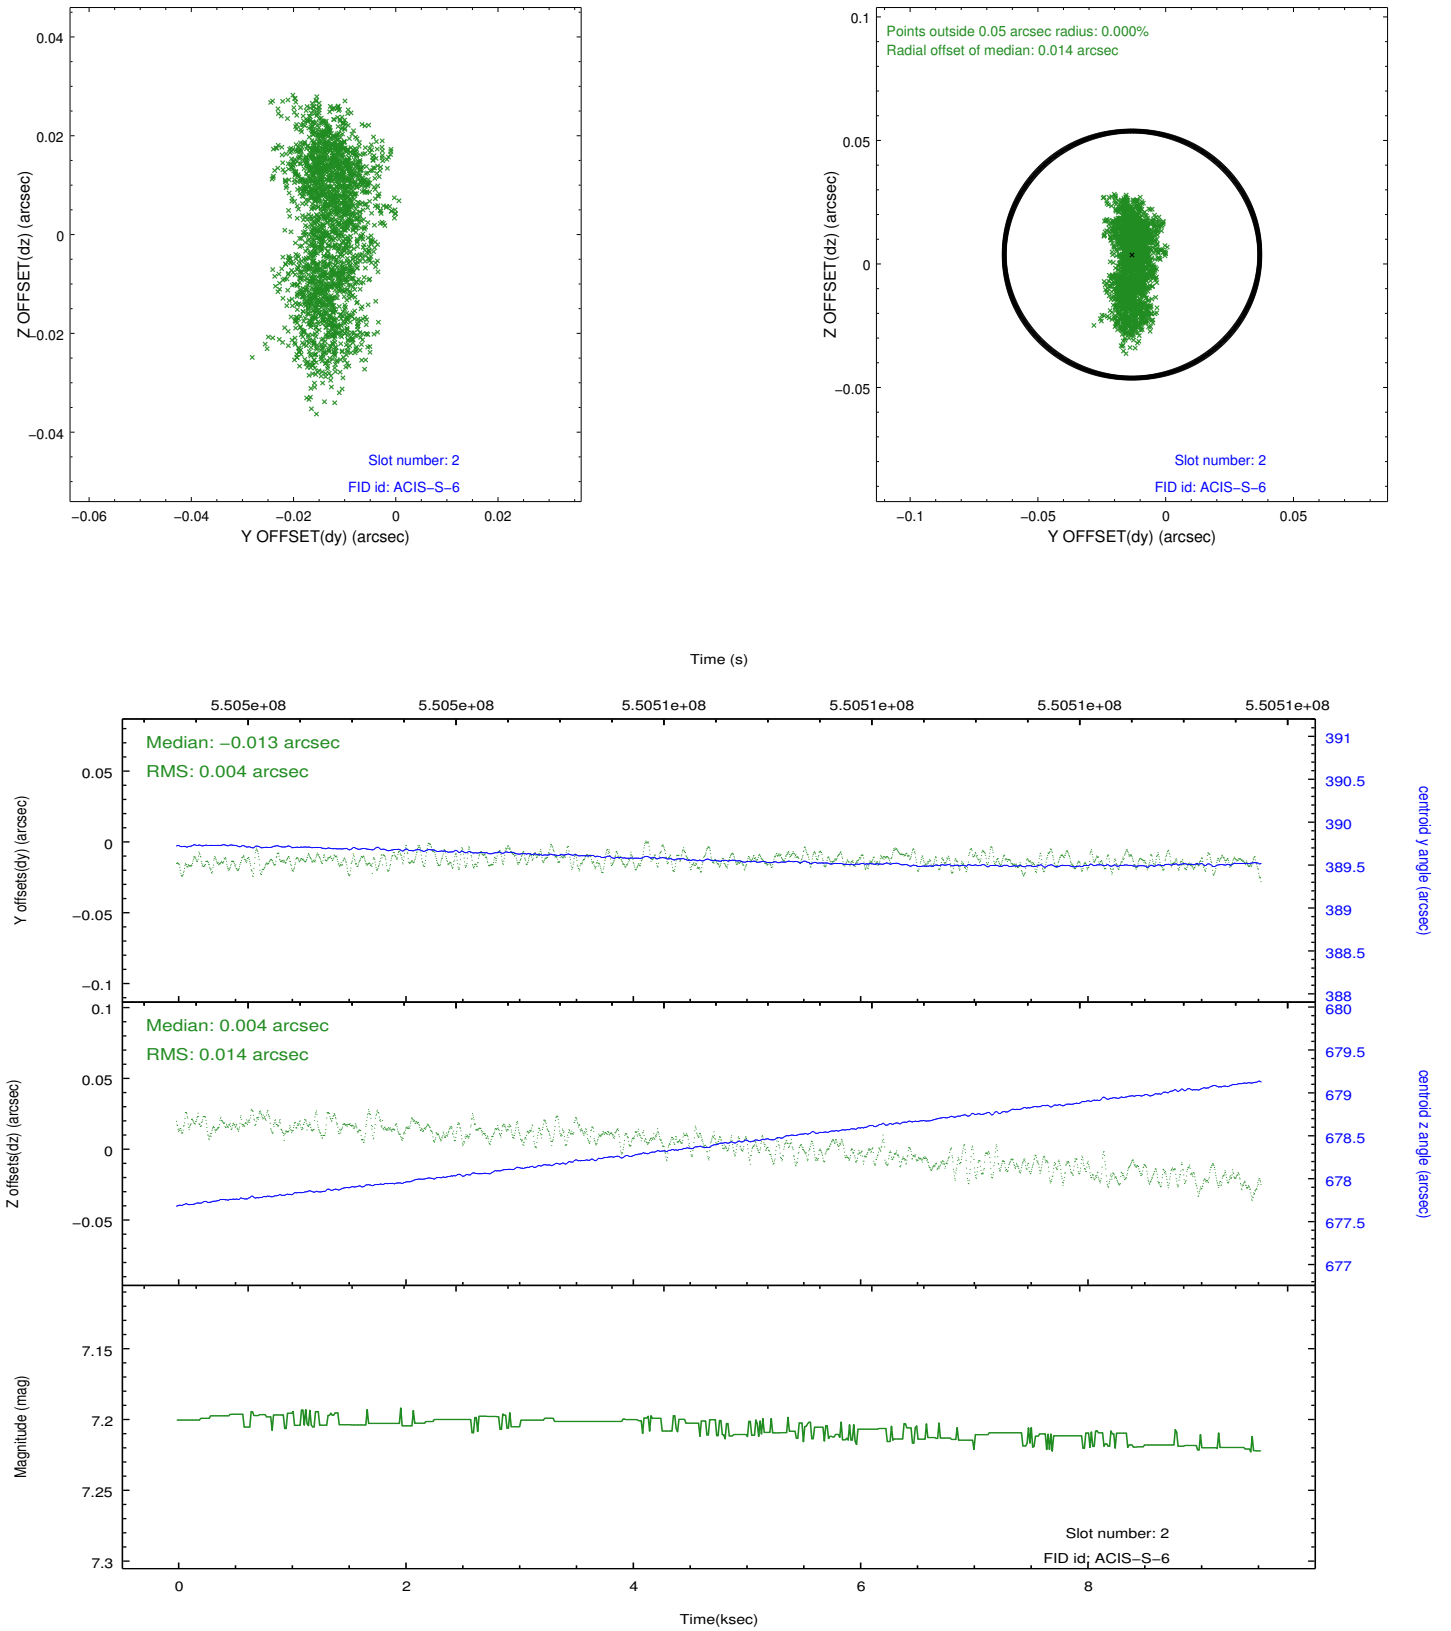 0.04
0.02
0
−0.02
−0.04
Z OFFSET(dz) (arcsec)
Slot number: 2
FID id: ACIS−S−6
−0.06
−0.04
−0.02
0
0.02
Y OFFSET(dy) (arcsec)
Points outside 0.05 arcsec radius: 0.000%
Radial offset of median: 0.014 arcsec
0.1
0.05
0
−0.05
Z OFFSET(dz) (arcsec)
Slot number: 2
FID id: ACIS−S−6
−0.1
−0.05
0
0.05
Y OFFSET(dy) (arcsec)
Time (s)
5.505e+08
5.505e+08
5.5051e+08
5.5051e+08
5.5051e+08
5.5051e+08
Median: −0.013 arcsec
RMS: 0.004 arcsec
0.05
0
−0.05
−0.1
Y offsets(dy) (arcsec)
391
390.5
390
389.5
389
388.5
388
centroid y angle (arcsec)
Median: 0.004 arcsec
RMS: 0.014 arcsec
0.1
0.05
0
−0.05
Z offsets(dz) (arcsec)
680
679.5
679
678.5
678
677.5
677
centroid z angle (arcsec)
7.15
7.2
7.25
7.3
Magnitude (mag)
Slot number: 2
FID id: ACIS−S−6
0
2
4
6
8
Time(ksec)